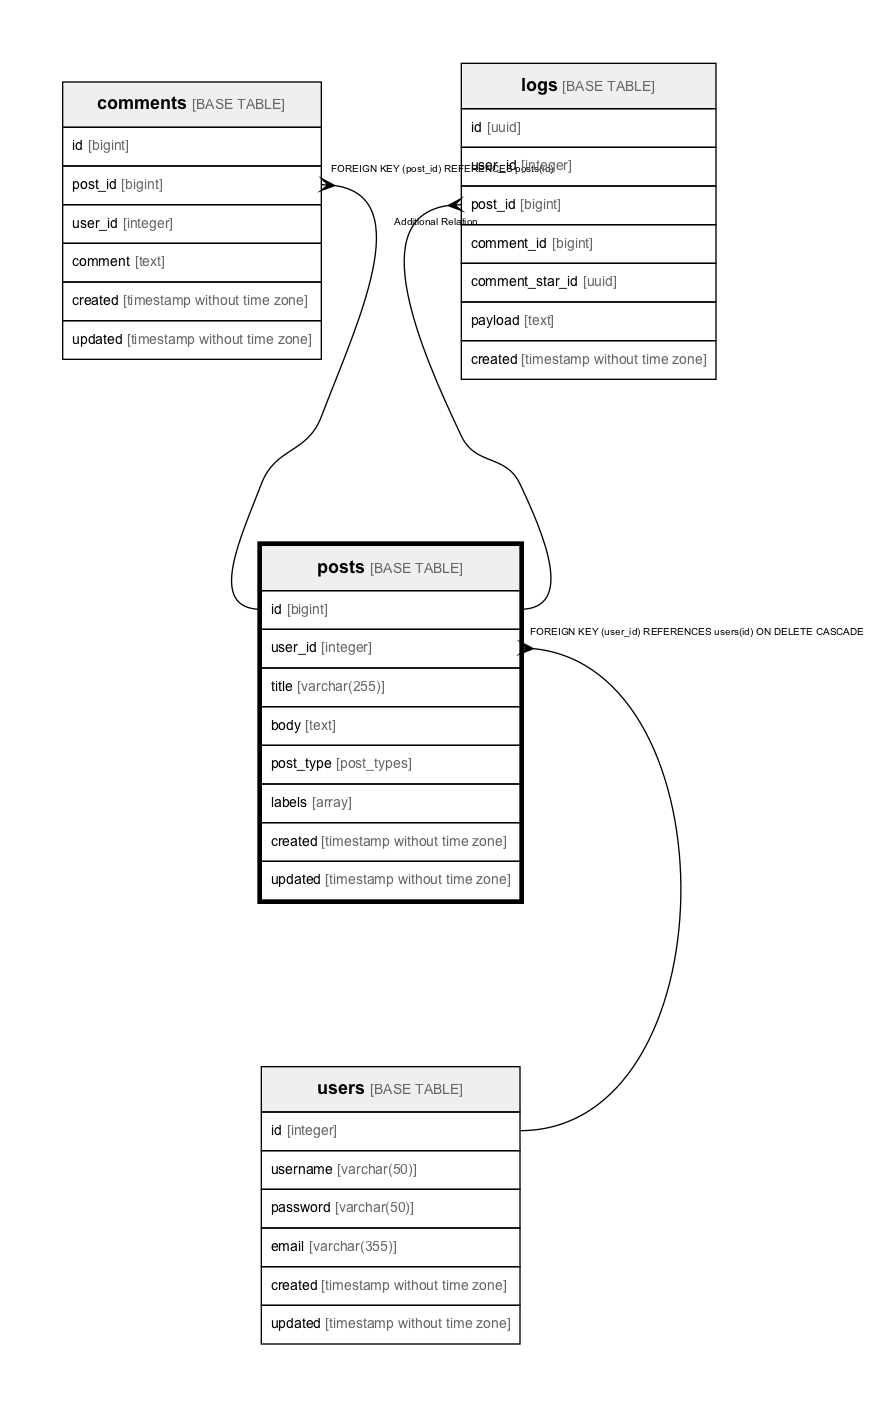 comments [BASE TABLE]
id [bigint]
post_id [bigint]
user_id [integer]
comment [text]
created [timestamp without time zone]
updated [timestamp without time zone]
FOREIGN KEY (post_id) REFERENCES posts(id)
logs [BASE TABLE]
id [uuid]
user_id [integer]
post_id [bigint]
comment_id [bigint]
comment_star_id [uuid]
payload [text]
created [timestamp without time zone]
Additional Relation
posts [BASE TABLE]
id [bigint]
user_id [integer]
title [varchar(255)]
body [text]
post_type [post_types]
labels [array]
created [timestamp without time zone]
updated [timestamp without time zone]
FOREIGN KEY (user_id) REFERENCES users(id) ON DELETE CASCADE
users [BASE TABLE]
id [integer]
username [varchar(50)]
password [varchar(50)]
email [varchar(355)]
created [timestamp without time zone]
updated [timestamp without time zone]